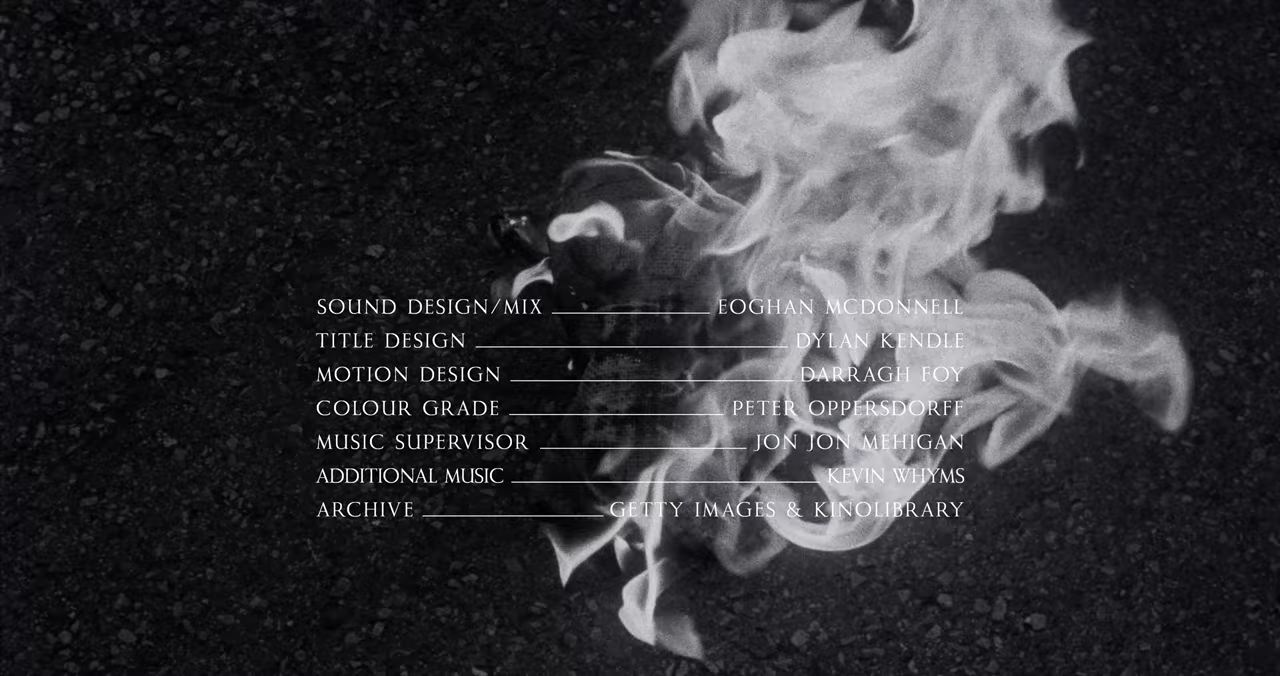 SOUND DESIGN/MIX EOGHAN MCDONNELL
TITLE DESIGN DYLAN KENDLE
MOTION DESIGN DARRAGH FOY
COLOUR GRADE PETER OPPERSDORFF
MUSIC SUPERVISOR JON JON MEHIGAN
ADDITIONAL MUSIC KEVIN WHYMS
ARCHIVE GETTY IMAGES & KINOLIBRARY